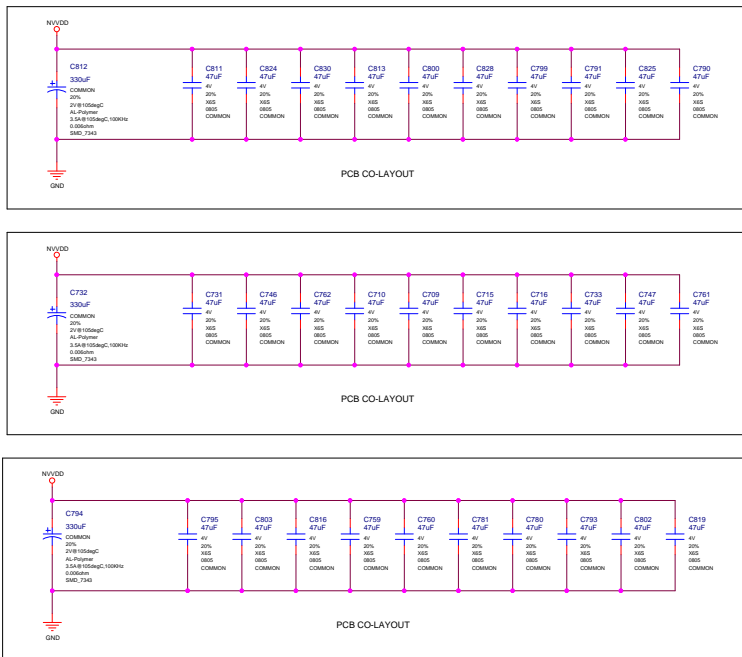 NVVDD
C812
330uF
COMMON
20%
2V@105degC
AL-Polymer
3.5A@105degC,100KHz
0.006ohm
SMD_7343
GND
C811
47uF
4V
20%
X6S
0805
COMMON
C824
47uF
4V
20%
X6S
0805
COMMON
C830
47uF
4V
20%
X6S
0805
COMMON
C813
47uF
4V
20%
X6S
0805
COMMON
C800
47uF
4V
20%
X6S
0805
COMMON
C828
47uF
4V
20%
X6S
0805
COMMON
C799
47uF
4V
20%
X6S
0805
COMMON
C791
47uF
4V
20%
X6S
0805
COMMON
C825
47uF
4V
20%
X6S
0805
COMMON
C790
47uF
4V
20%
X6S
0805
COMMON
PCB CO-LAYOUT
NVVDD
C732
330uF
COMMON
20%
2V@105degC
AL-Polymer
3.5A@105degC,100KHz
0.006ohm
SMD_7343
GND
C731
47uF
4V
20%
X6S
0805
COMMON
C746
47uF
4V
20%
X6S
0805
COMMON
C762
47uF
4V
20%
X6S
0805
COMMON
C710
47uF
4V
20%
X6S
0805
COMMON
C709
47uF
4V
20%
X6S
0805
COMMON
C715
47uF
4V
20%
X6S
0805
COMMON
C716
47uF
4V
20%
X6S
0805
COMMON
C733
47uF
4V
20%
X6S
0805
COMMON
C747
47uF
4V
20%
X6S
0805
COMMON
C761
47uF
4V
20%
X6S
0805
COMMON
PCB CO-LAYOUT
NVVDD
C794
330uF
COMMON
20%
2V@105degC
AL-Polymer
3.5A@105degC,100KHz
0.006ohm
SMD_7343
GND
C795
47uF
4V
20%
X6S
0805
COMMON
C803
47uF
4V
20%
X6S
0805
COMMON
C816
47uF
4V
20%
X6S
0805
COMMON
C759
47uF
4V
20%
X6S
0805
COMMON
C760
47uF
4V
20%
X6S
0805
COMMON
C781
47uF
4V
20%
X6S
0805
COMMON
C780
47uF
4V
20%
X6S
0805
COMMON
C793
47uF
4V
20%
X6S
0805
COMMON
C802
47uF
4V
20%
X6S
0805
COMMON
C819
47uF
4V
20%
X6S
0805
COMMON
PCB CO-LAYOUT